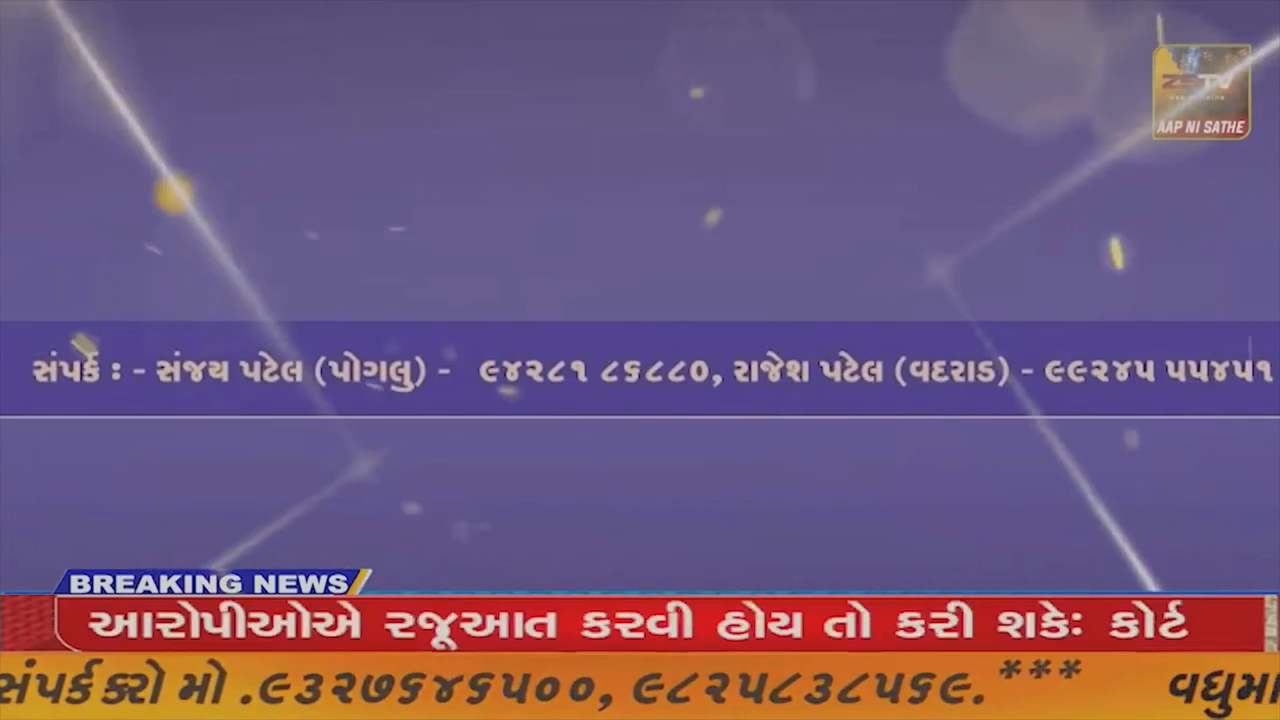 ZSTV
AAP NI SATHE
સંપર્ક : - સંજય પટેલ (પોગલુ) - ૯૪૨૮૧ ૮૬૮૮૦, રાજેશ પટેલ (વદરાડ) - ૯૯૨૪૫ ૫૫૪૫૧
BREAKING NEWS
આરોપીઓએ રજૂઆત કરવી હોય તો કરી શકેઃ કોર્ટ
સંપર્ક કરો મો .૯૩૨૭૬૪૬૫૦૦, ૯૮૨૫૮૩૮૫૬૯.*** વધુમા